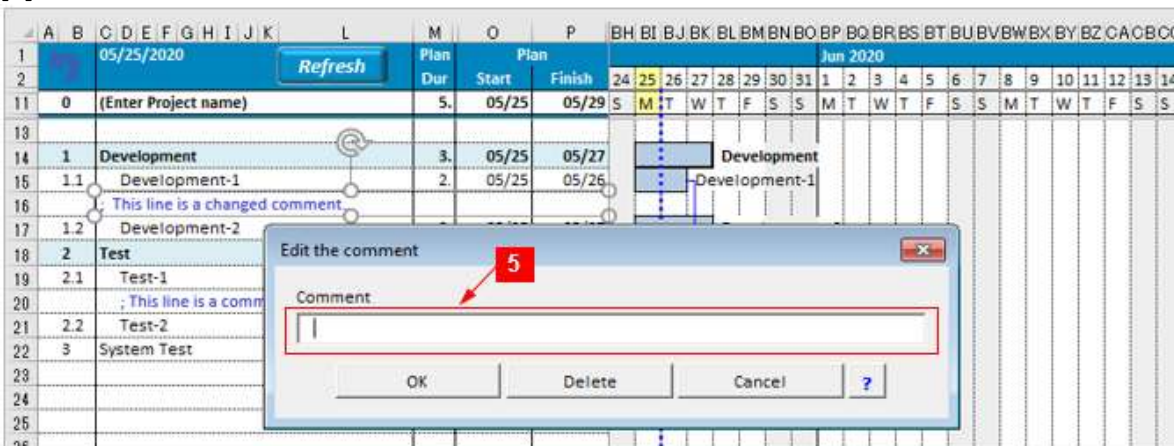 A B C D E F G H I J K L M O P BH BI BJ BK BL BM BN BO BP BQ BR BS BT BU BV BW BX BY BZ CA CB CC
1 05/25/2020 Refresh Plan Plan Jun 2020
2 Dur Start Finish 24 25 26 27 28 29 30 31 1 2 3 4 5 6 7 8 9 10 11 12 13 14
11 0 (Enter Project name) 5. 05/25 05/29 S M T W T F S S M T W T F S S M T W T F S S
13
14 1 Development 3. 05/25 05/27 Development
15 1.1 Development-1 2. 05/25 05/26 Development-1
16 ; This line is a changed comment
17 1.2 Development-2
18 2 Test
19 2.1 Test-1
20 ; This line is a comm
21 2.2 Test-2
22 3 System Test
23
24
25
26
Edit the comment
5
Comment
OK Delete Cancel ?